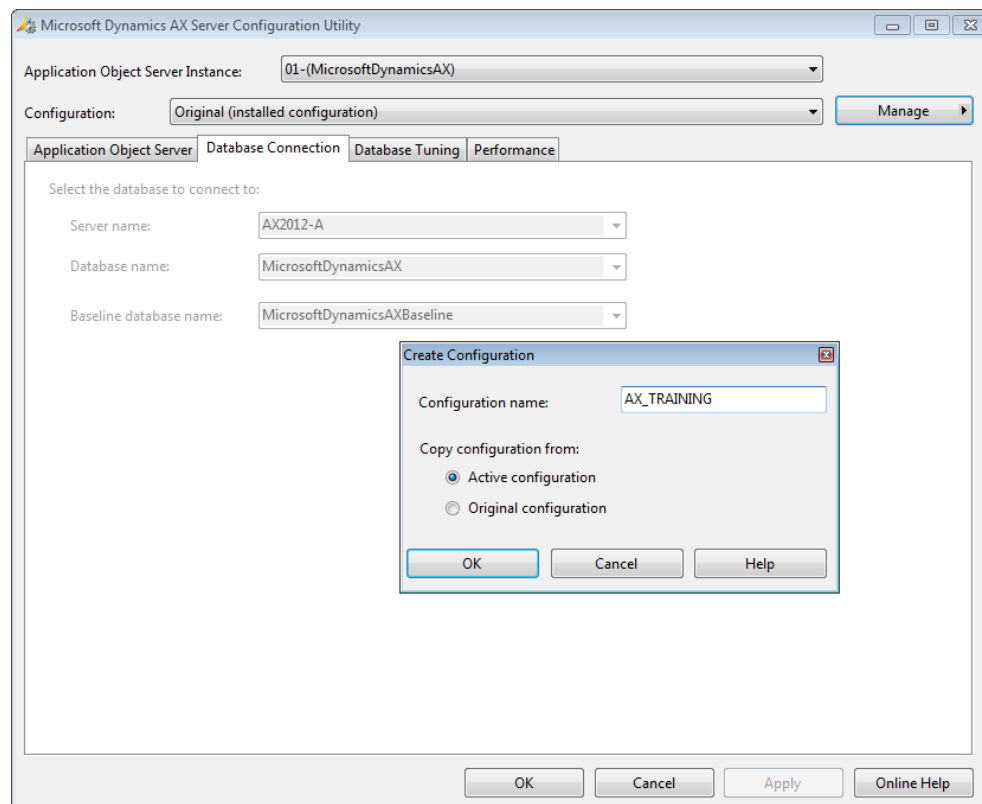 Microsoft Dynamics AX Server Configuration Utility
Application Object Server Instance: 01-(MicrosoftDynamicsAX)
Configuration: Original (installed configuration) Manage
Application Object Server Database Connection Database Tuning Performance
Select the database to connect to:
Server name: AX2012-A
Database name: MicrosoftDynamicsAX
Baseline database name: MicrosoftDynamicsAXBaseline
Create Configuration
Configuration name: AX_TRAINING
Copy configuration from:
Active configuration
Original configuration
OK Cancel Help
OK Cancel Apply Online Help